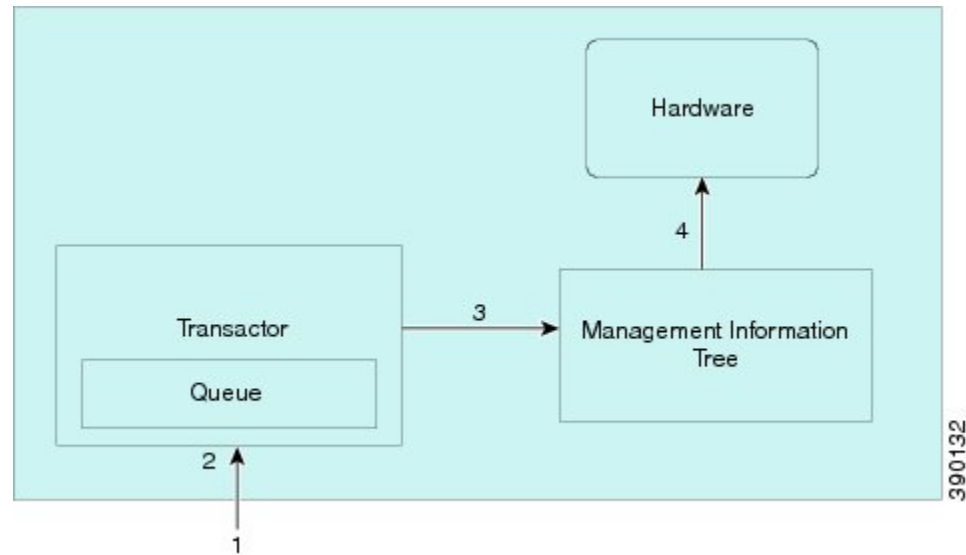 Hardware
4
3
Transactor
Management Information
Tree
Queue
2
1
390132